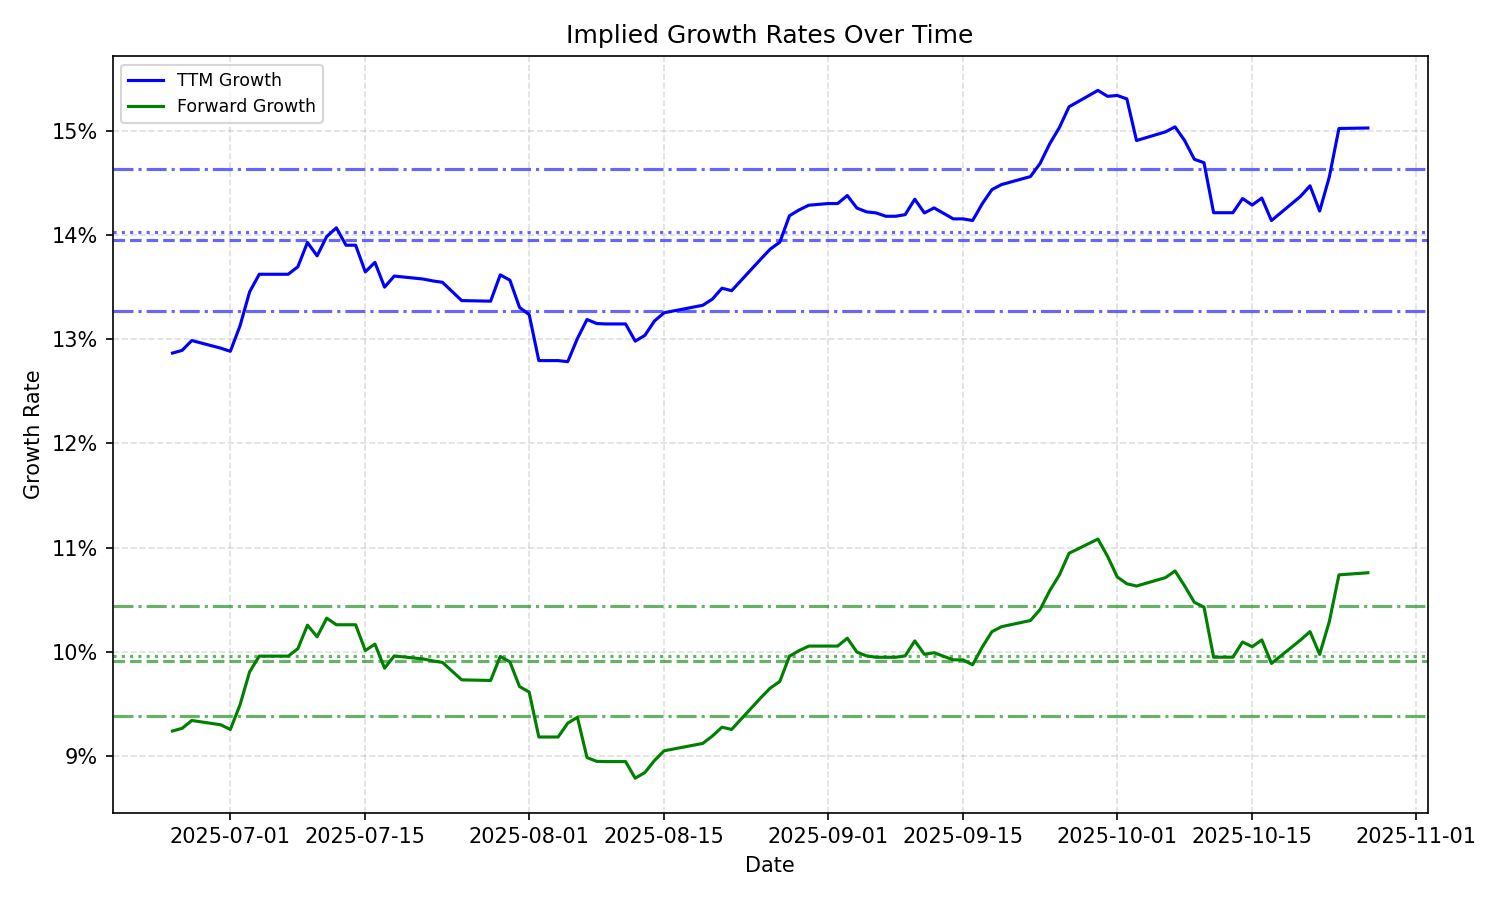 Implied Growth Rates Over Time
TTM Growth
Forward Growth
15%
14%
13%
12%
11%
10%
9%
Growth Rate
2025-07-01 2025-07-15 2025-08-01 2025-08-15 2025-09-01 2025-09-15 2025-10-01 2025-10-15 2025-11-01
Date